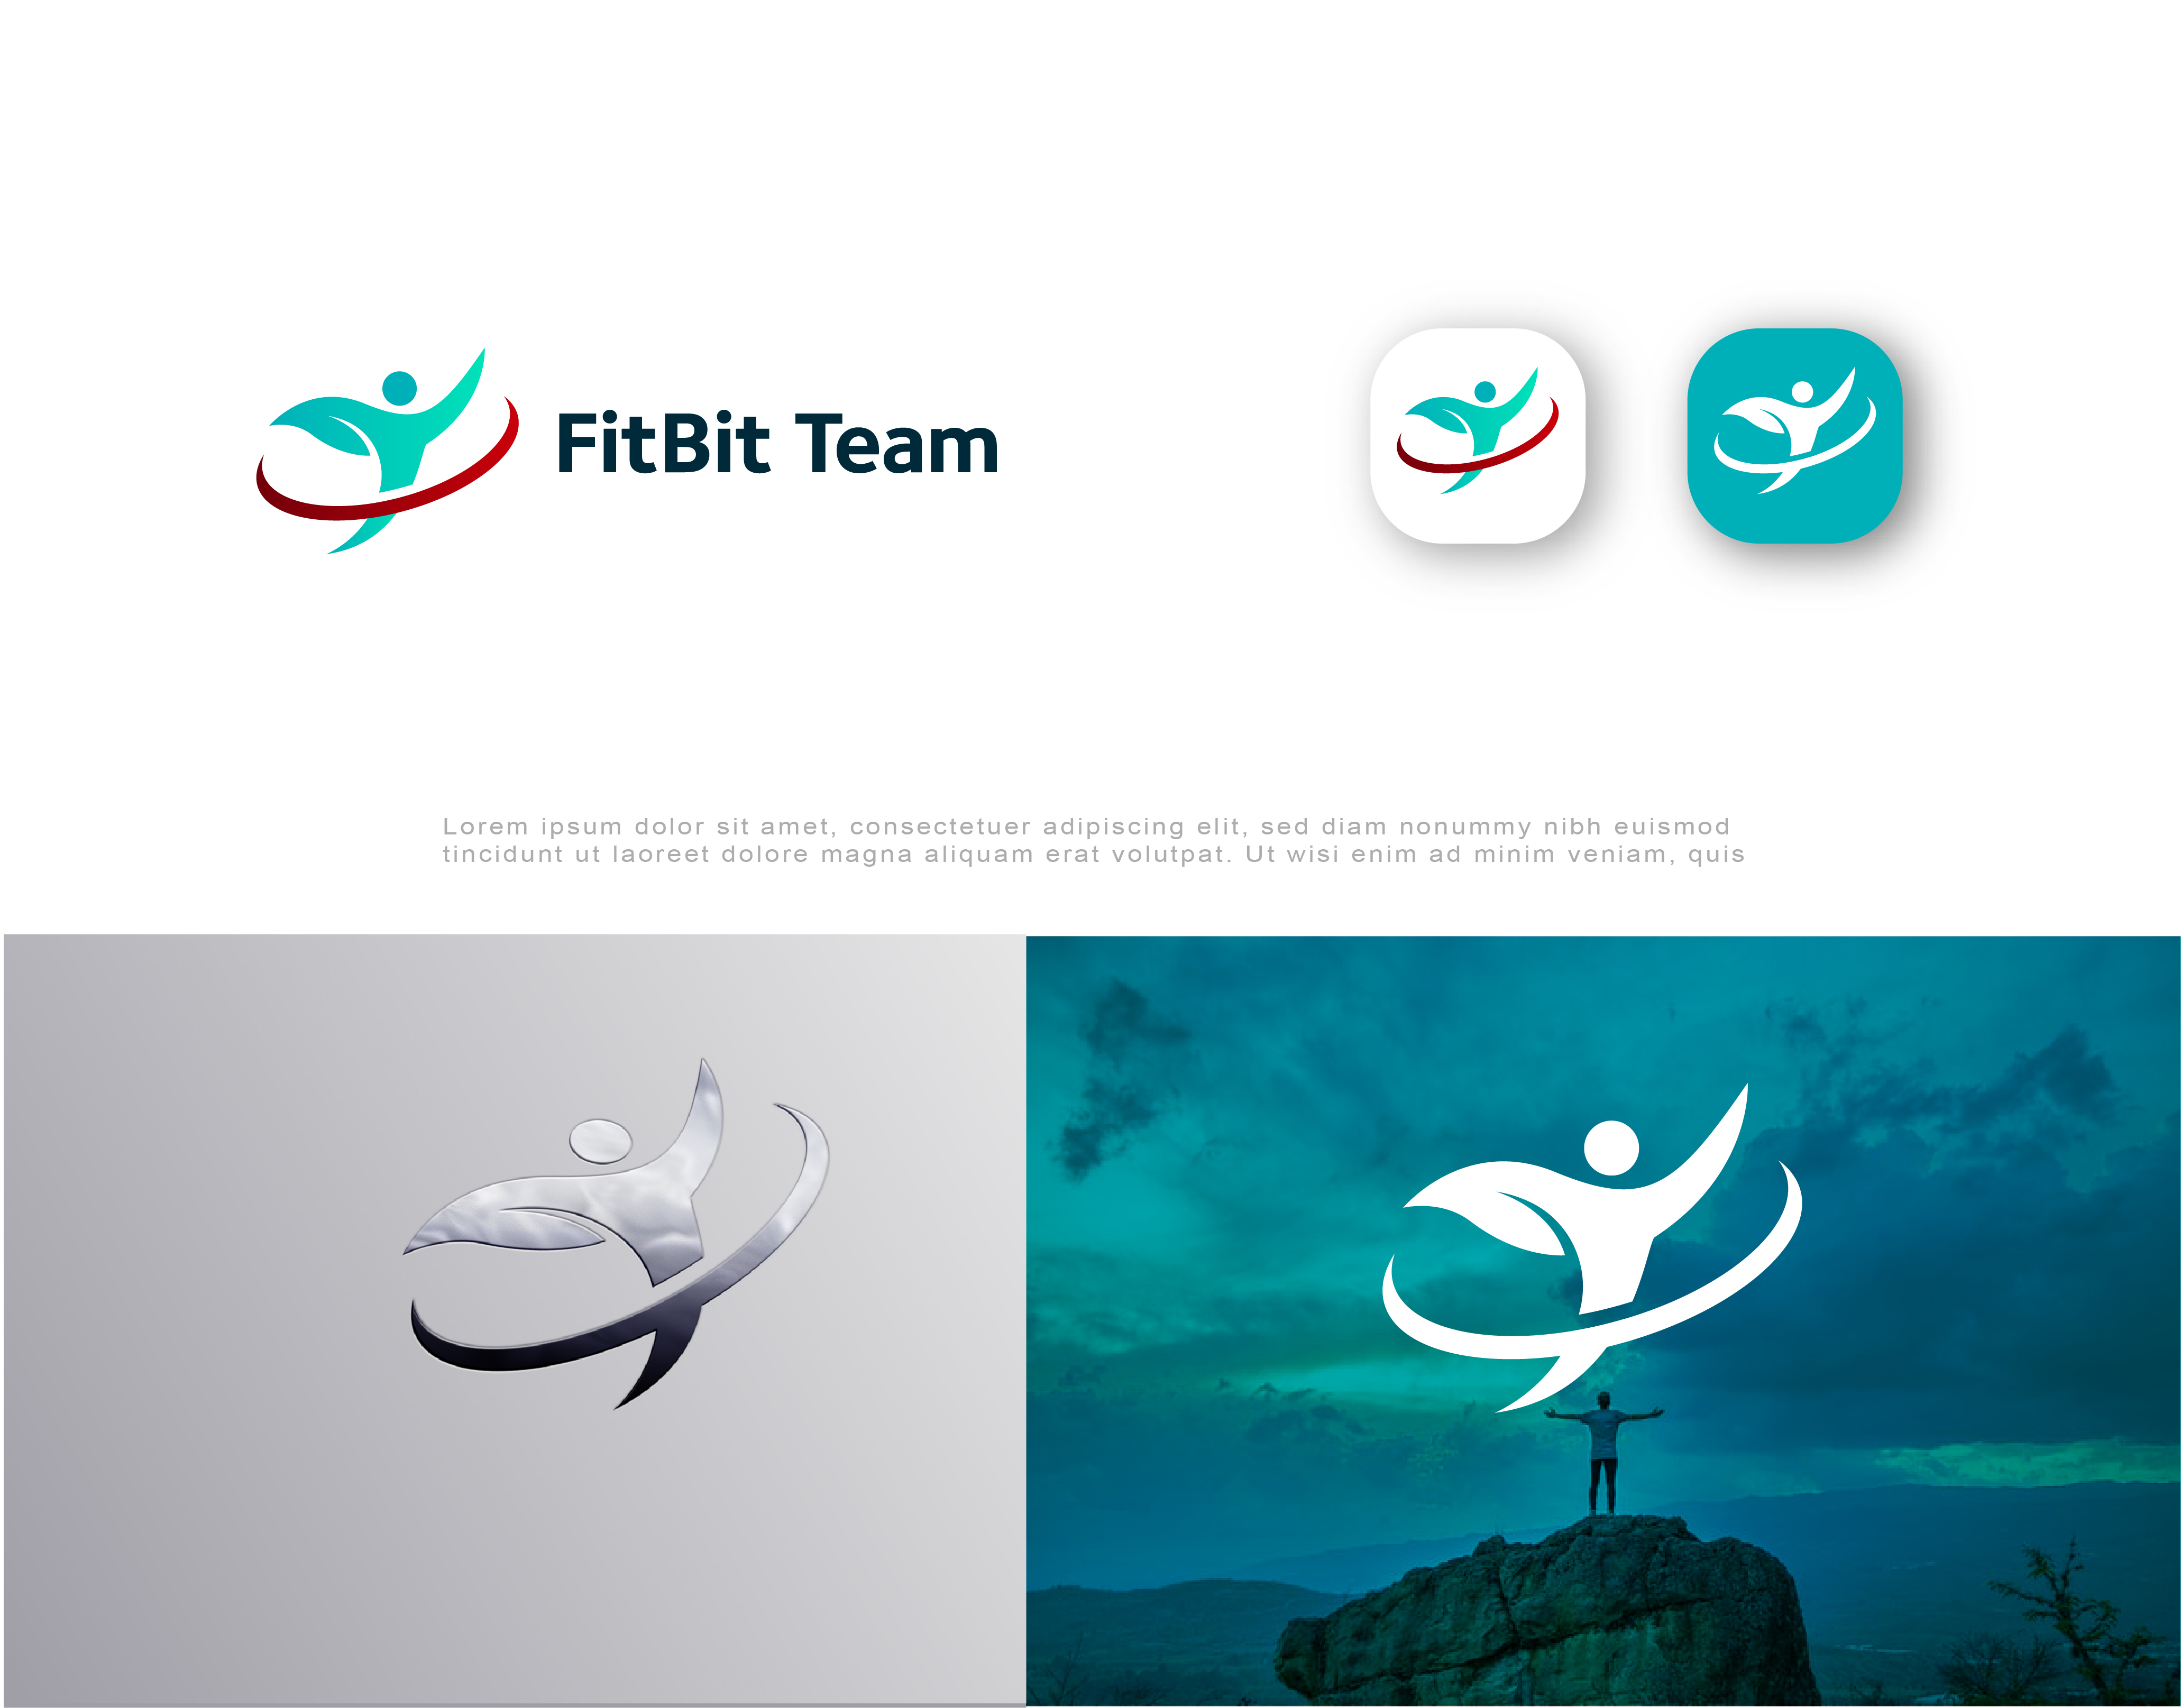 FitBit Team
Lorem ipsum dolor sit amet, consectetuer adipiscing elit, sed diam nonummy nibh euismod
tincidunt ut laoreet dolore magna aliquam erat volutpat. Ut wisi enim ad minim veniam, quis